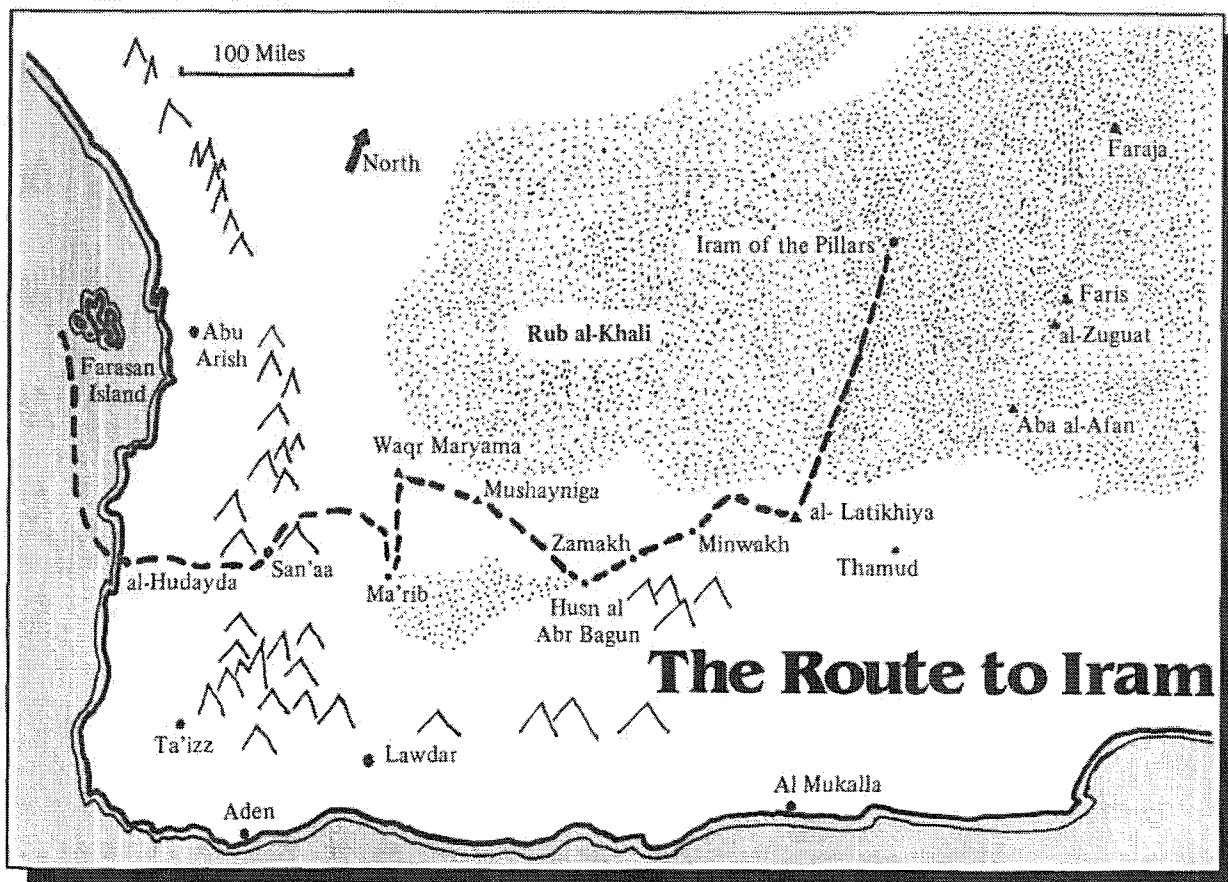 100 Miles
North
Faraja
Iram of the Pillars
Faris
Rub al-Khali
al-Zuguat
Abu
Arish
Farasan
Island
Aba al-Afan
Waqr Maryama
Mushayniga
al- Latikhiya
Zamakh
Minwakh
San'aa
Thamud
al-Hudayda
Ma'rib
Husn al
Abr Bagun
The Route to Iram
Ta'izz
Lawdar
Al Mukalla
Aden